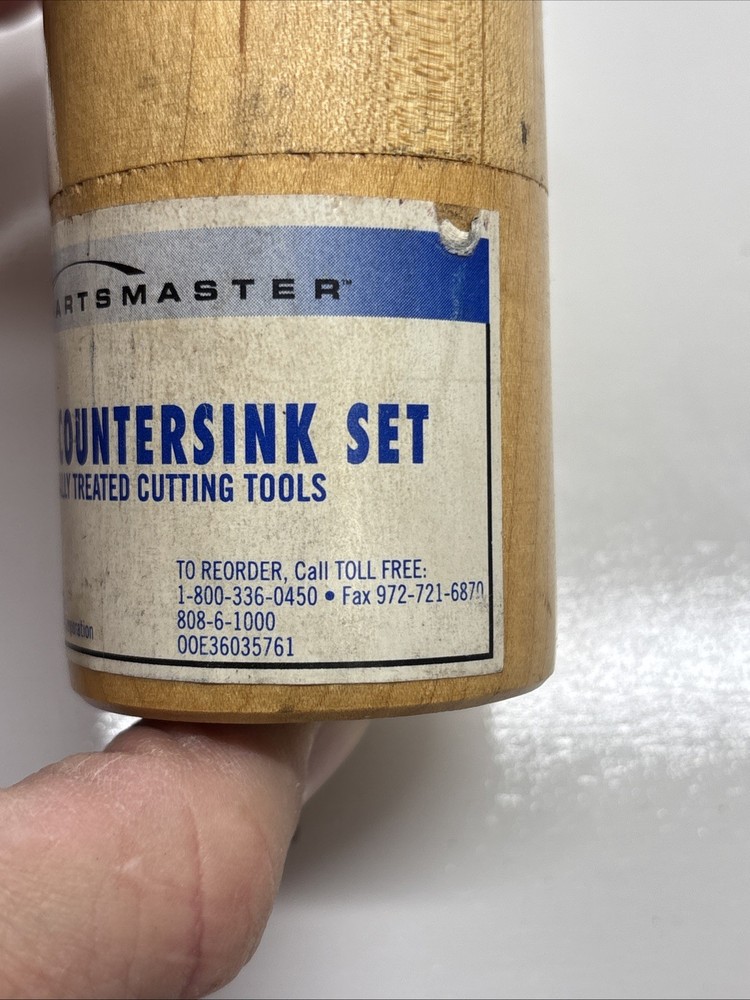 ARTSMASTER™
COUNTERSINK SET
ALLY TREATED CUTTING TOOLS
TO REORDER, Call TOLL FREE:
1-800-336-0450 • Fax 972-721-6870
808-6-1000
00E36035761